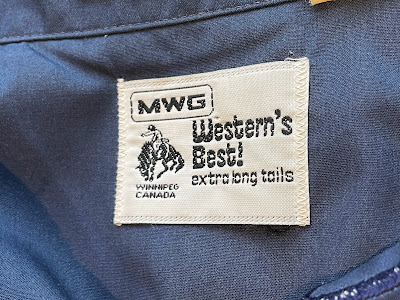 MWG
Western's
Best!
extra long tails
WINNIPEG
CANADA